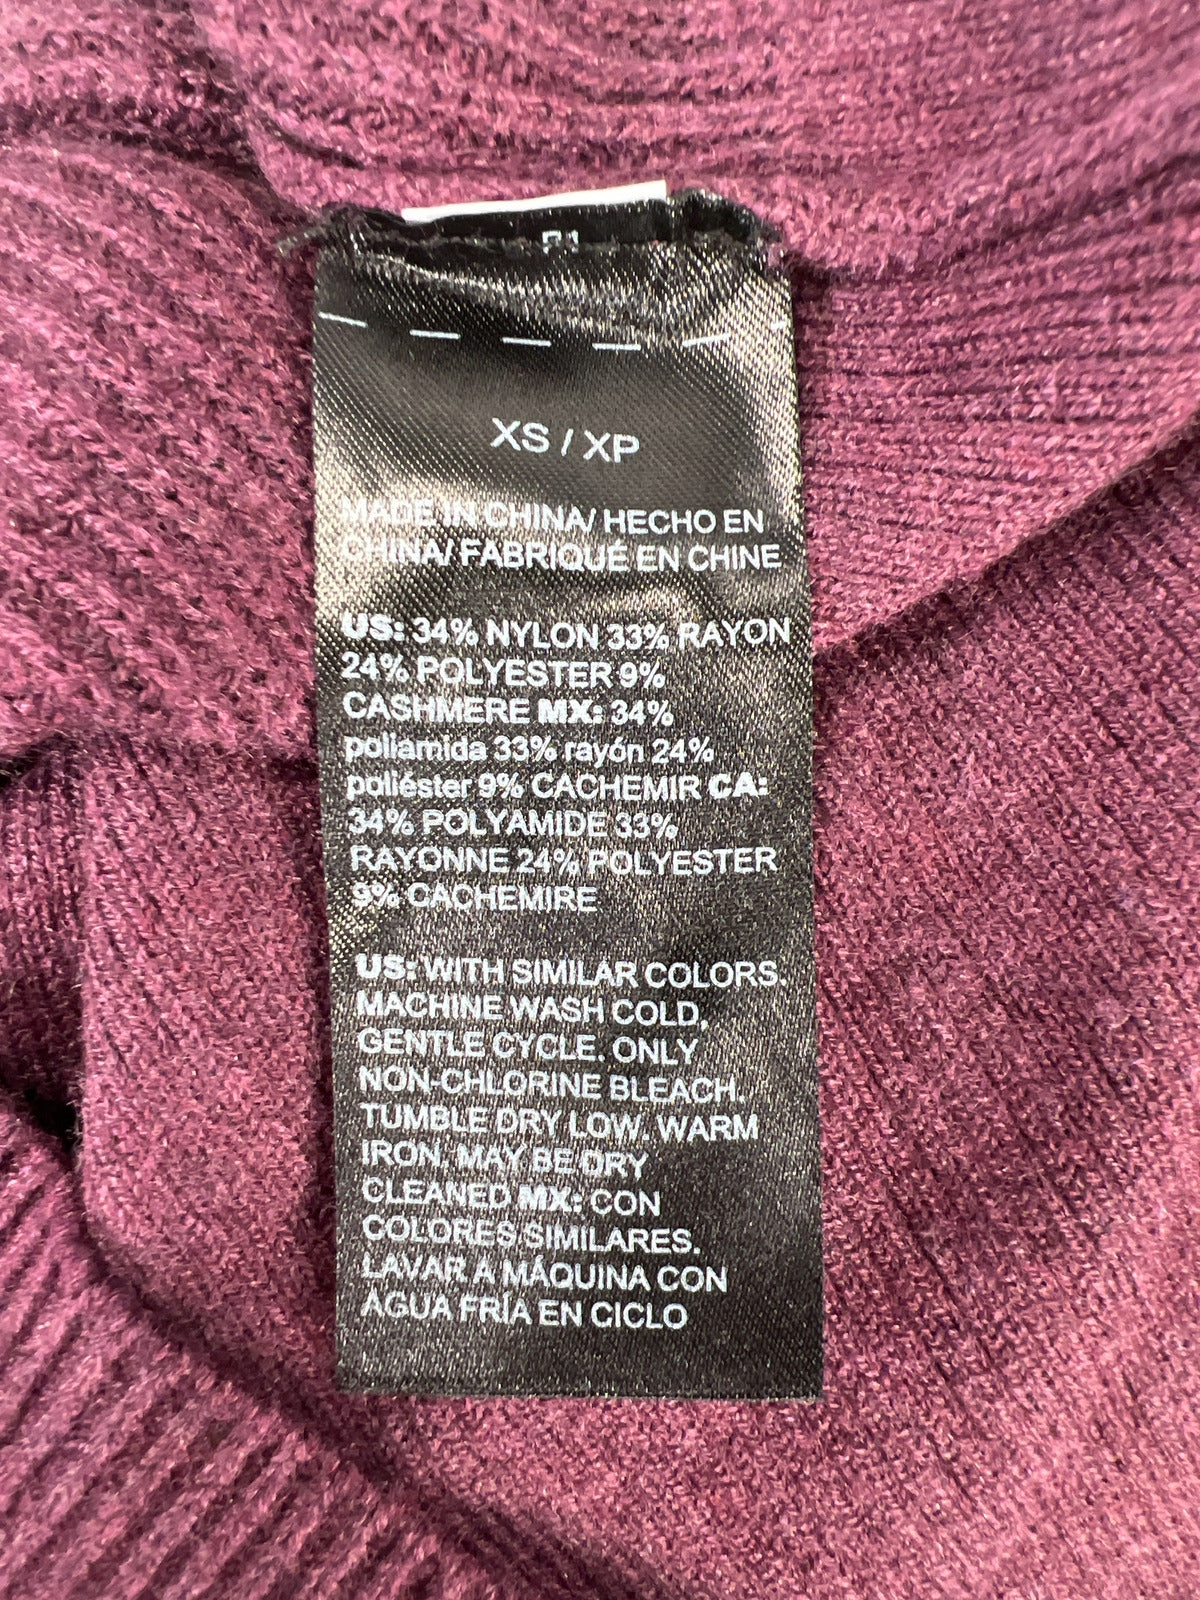 XS / XP
MADE IN CHINA/ HECHO EN
CHINA/ FABRIQUÉ EN CHINE
US: 34% NYLON 33% RAYON
24% POLYESTER 9%
CASHMERE MX: 34%
poliamida 33% rayón 24%
poliéster 9% CACHEMIR CA:
34% POLYAMIDE 33%
RAYONNE 24% POLYESTER
9% CACHEMIRE
US: WITH SIMILAR COLORS.
MACHINE WASH COLD,
GENTLE CYCLE. ONLY
NON-CHLORINE BLEACH.
TUMBLE DRY LOW. WARM
IRON. MAY BE DRY
CLEANED MX: CON
COLORES SIMILARES.
LAVAR A MÁQUINA CON
AGUA FRÍA EN CICLO